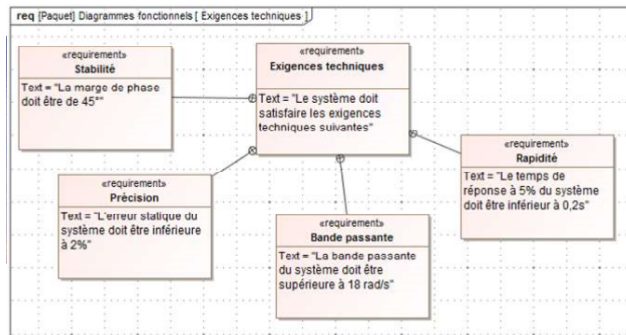 req [Paquet] Diagrammes fonctionnels [ Exigences techniques ]
«requirement»
Stabilité
Text = "La marge de phase
doit être de 45°"
«requirement»
Exigences techniques
Text = "Le système doit
satisfaire les exigences
techniques suivantes"
«requirement»
Rapidité
Text = "Le temps de
réponse à 5% du système
doit être inférieur à 0,2s"
«requirement»
Précision
Text = "L'erreur statique du
système doit être inférieure
à 2%"
«requirement»
Bande passante
Text = "La bande passante
du système doit être
supérieure à 18 rad/s"